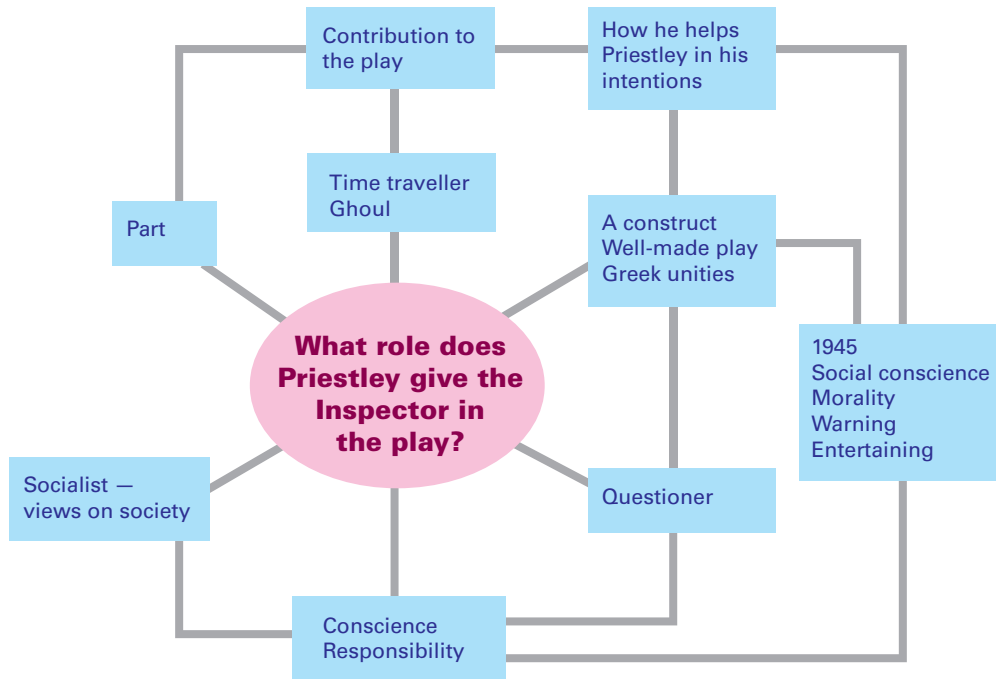 Contribution to
the play
How he helps
Priestley in his
intentions
Time traveller
Ghoul
Part
A construct
Well-made play
Greek unities
What role does
Priestley give the
Inspector in
the play?
1945
Social conscience
Morality
Warning
Entertaining
Socialist —
views on society
Questioner
Conscience
Responsibility